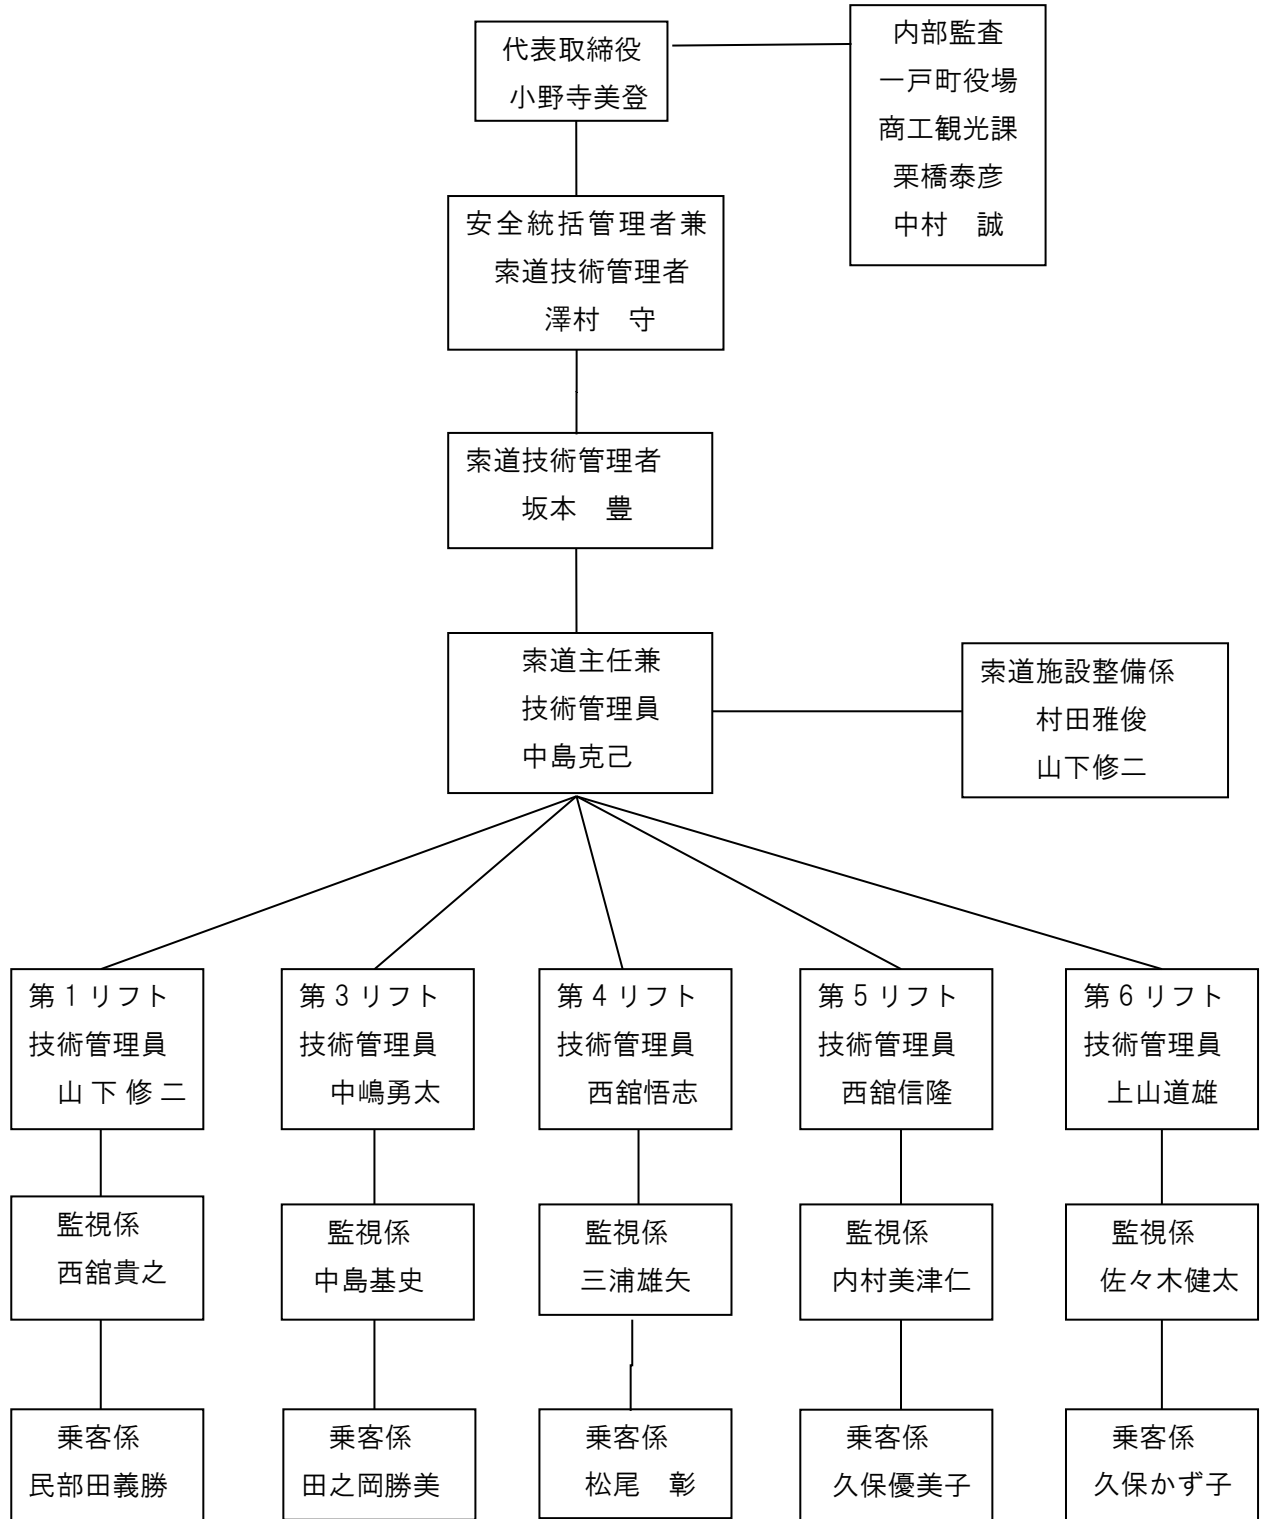 代表取締役
小野寺美登
内部監査
一戸町役場
商工観光課
栗橋泰彦
中村　誠
安全統括管理者兼
索道技術管理者
澤村　守
索道技術管理者
坂本　豊
索道主任兼
技術管理員
中島克己
索道施設整備係
村田雅俊
山下修二
第1リフト
技術管理員
山下修二
第3リフト
技術管理員
中嶋勇太
第4リフト
技術管理員
西舘悟志
第5リフト
技術管理員
西舘信隆
第6リフト
技術管理員
上山道雄
監視係
西舘貴之
監視係
中島基史
監視係
三浦雄矢
監視係
内村美津仁
監視係
佐々木健太
乗客係
民部田義勝
乗客係
田之岡勝美
乗客係
松尾　彰
乗客係
久保優美子
乗客係
久保かず子